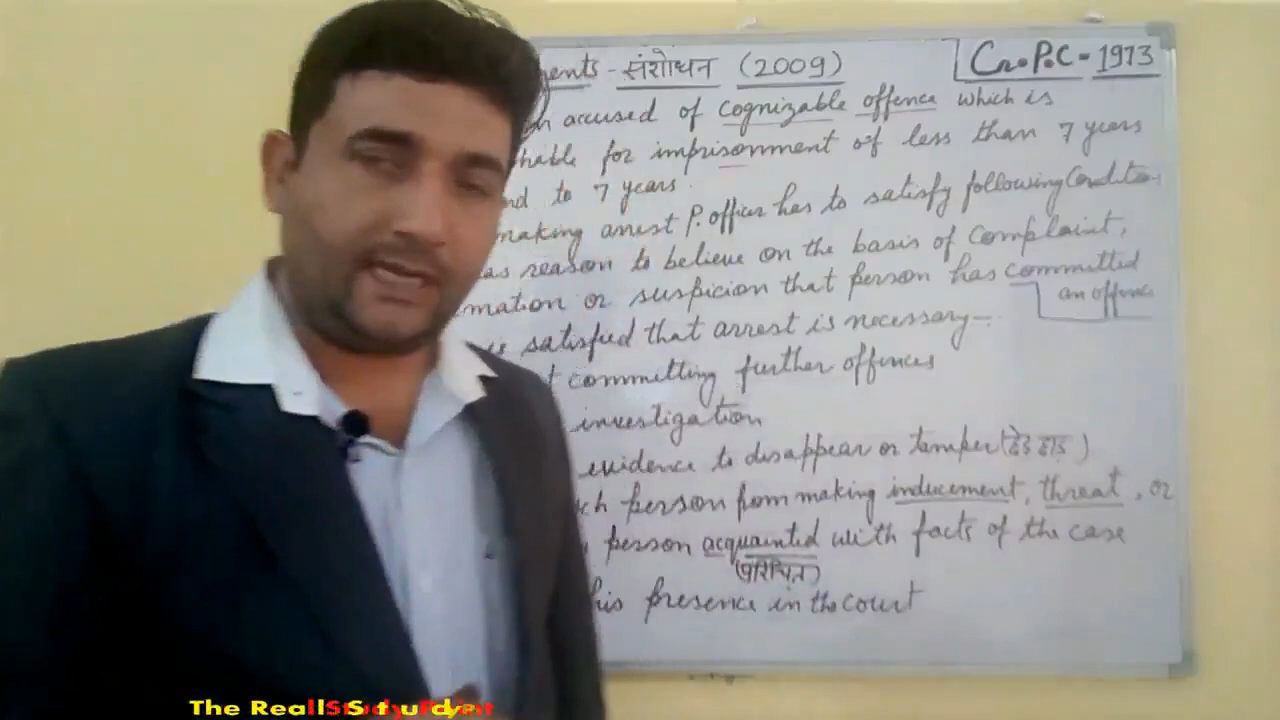 Cr.P.C - 1973
- संशोधन (2009)
accused of cognizable offence which is
for imprisonment of less than 7 years
to 7 years.
making arrest P. officer has to satisfy following Condition
reason to believe on the basis of Complaint,
or suspicion that person has committed
an offence
satisfied that arrest is necessary -
committing further offences
investigation
evidence to disappear or tamper
person from making inducement, threat, or
person acquainted with facts of the case
(परिचित)
his presence in the court
The Real Study Point